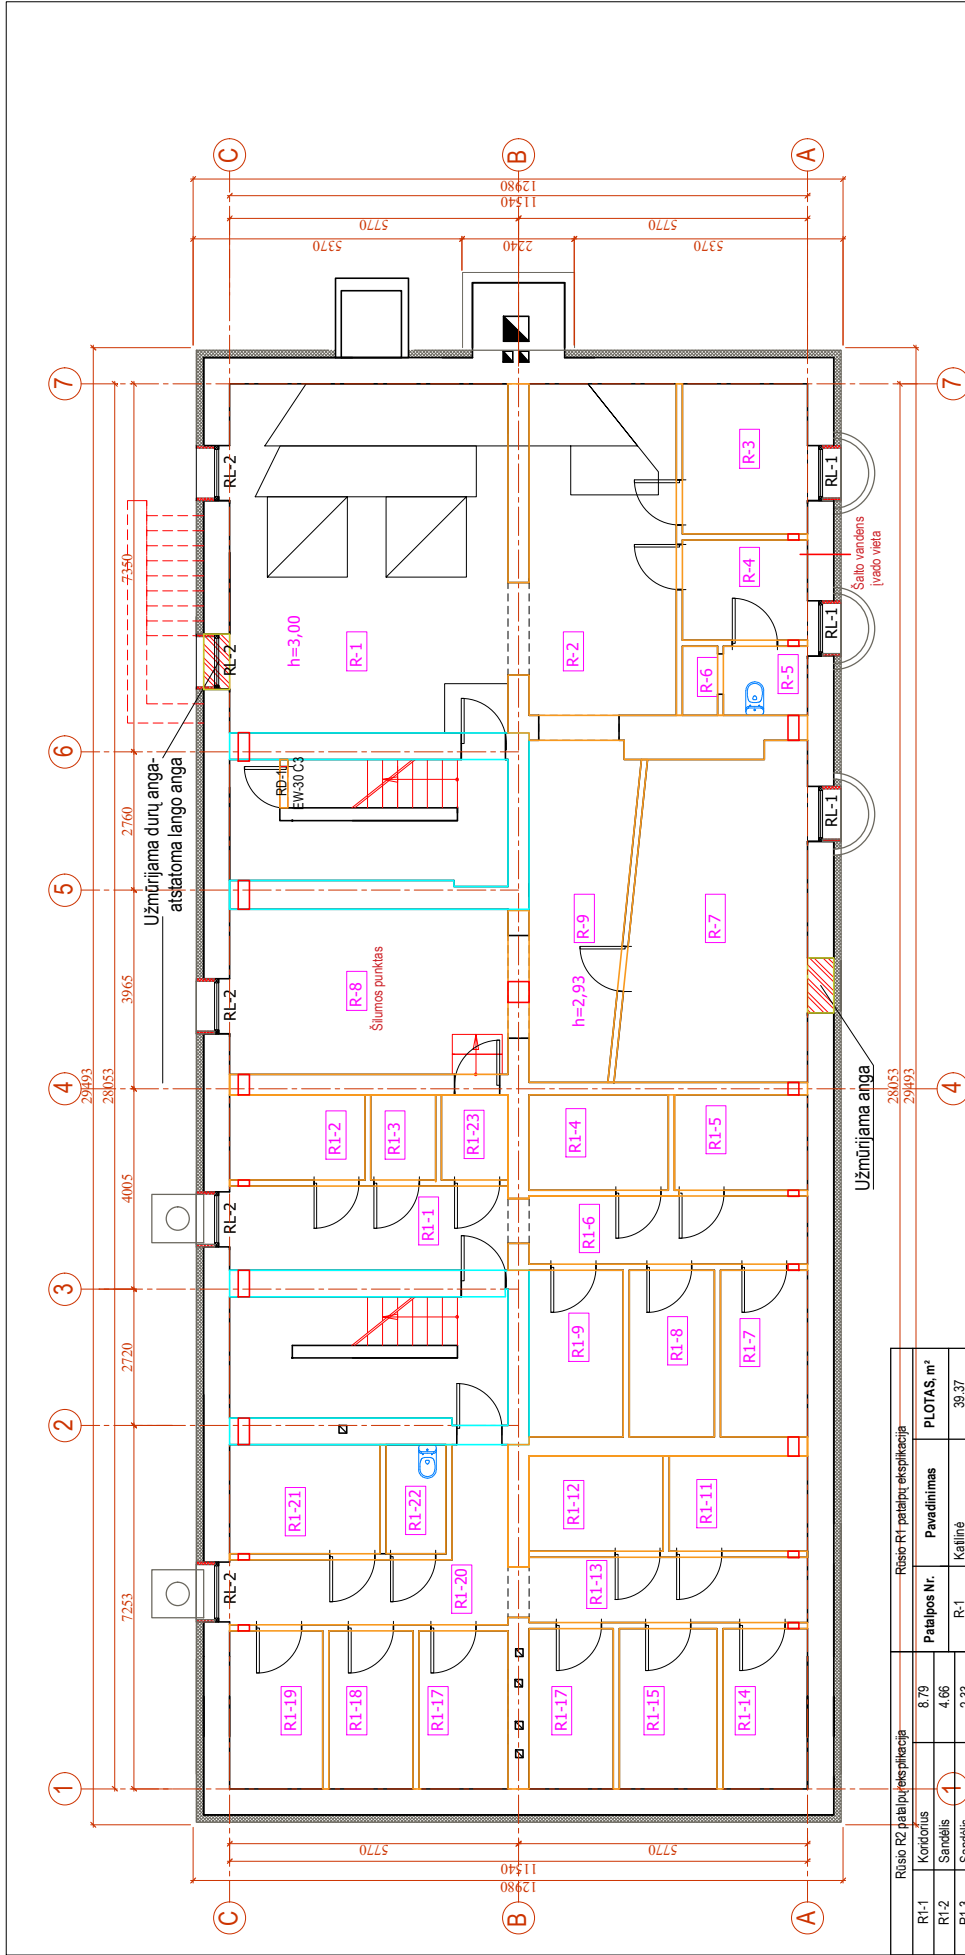 C
B
A
12980
11540
5770
5770
5370
2240
5370
7
7
RL-2
RL-1
R-3
7350
R-4
Šalto vandens
įvado vieta
h=3,00
R-1
R-2
RL-2
RL-1
R-6
R-5
6
Užmūrijama durų anga-
atstatoma lango anga
RD-1
EW-30 C3
2760
RL-1
5
R-9
R-7
3965
RL-2
R-8
Šilumos punktas
h=2,93
Užmūrijama anga
4
4
29493
28053
28053
29493
R1-2
R1-3
R1-23
R1-4
R1-5
4005
RL-2
R1-1
R1-6
3
R1-9
R1-8
R1-7
2720
2
R1-21
R1-22
R1-12
R1-11
7253
RL-2
R1-20
R1-13
R1-19
R1-18
R1-17
R1-17
R1-15
R1-14
1
1
5770
5770
11540
12980
C
B
A
Rūsio R2 patalpų eksplikacija
R1-1 Koridorius 8.79
R1-2 Sandėlis 4.66
Rūsio R1 patalpų eksplikacija
Patalpos Nr. Pavadinimas PLOTAS, m²
R-1 Katilinė 39.37